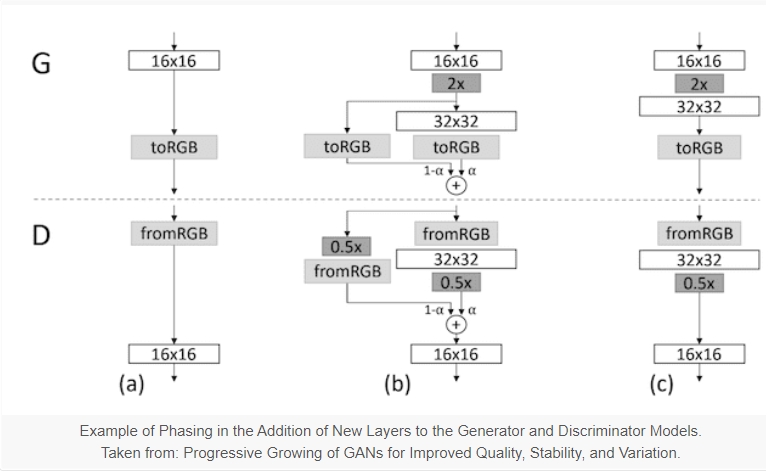 G
16x16
toRGB
16x16
2x
32x32
toRGB
toRGB
1-α
α
+
16x16
2x
32x32
toRGB
D
fromRGB
16x16
(a)
0.5x
fromRGB
fromRGB
32x32
0.5x
1-α
α
+
16x16
(b)
fromRGB
32x32
0.5x
16x16
(c)
Example of Phasing in the Addition of New Layers to the Generator and Discriminator Models.
Taken from: Progressive Growing of GANs for Improved Quality, Stability, and Variation.